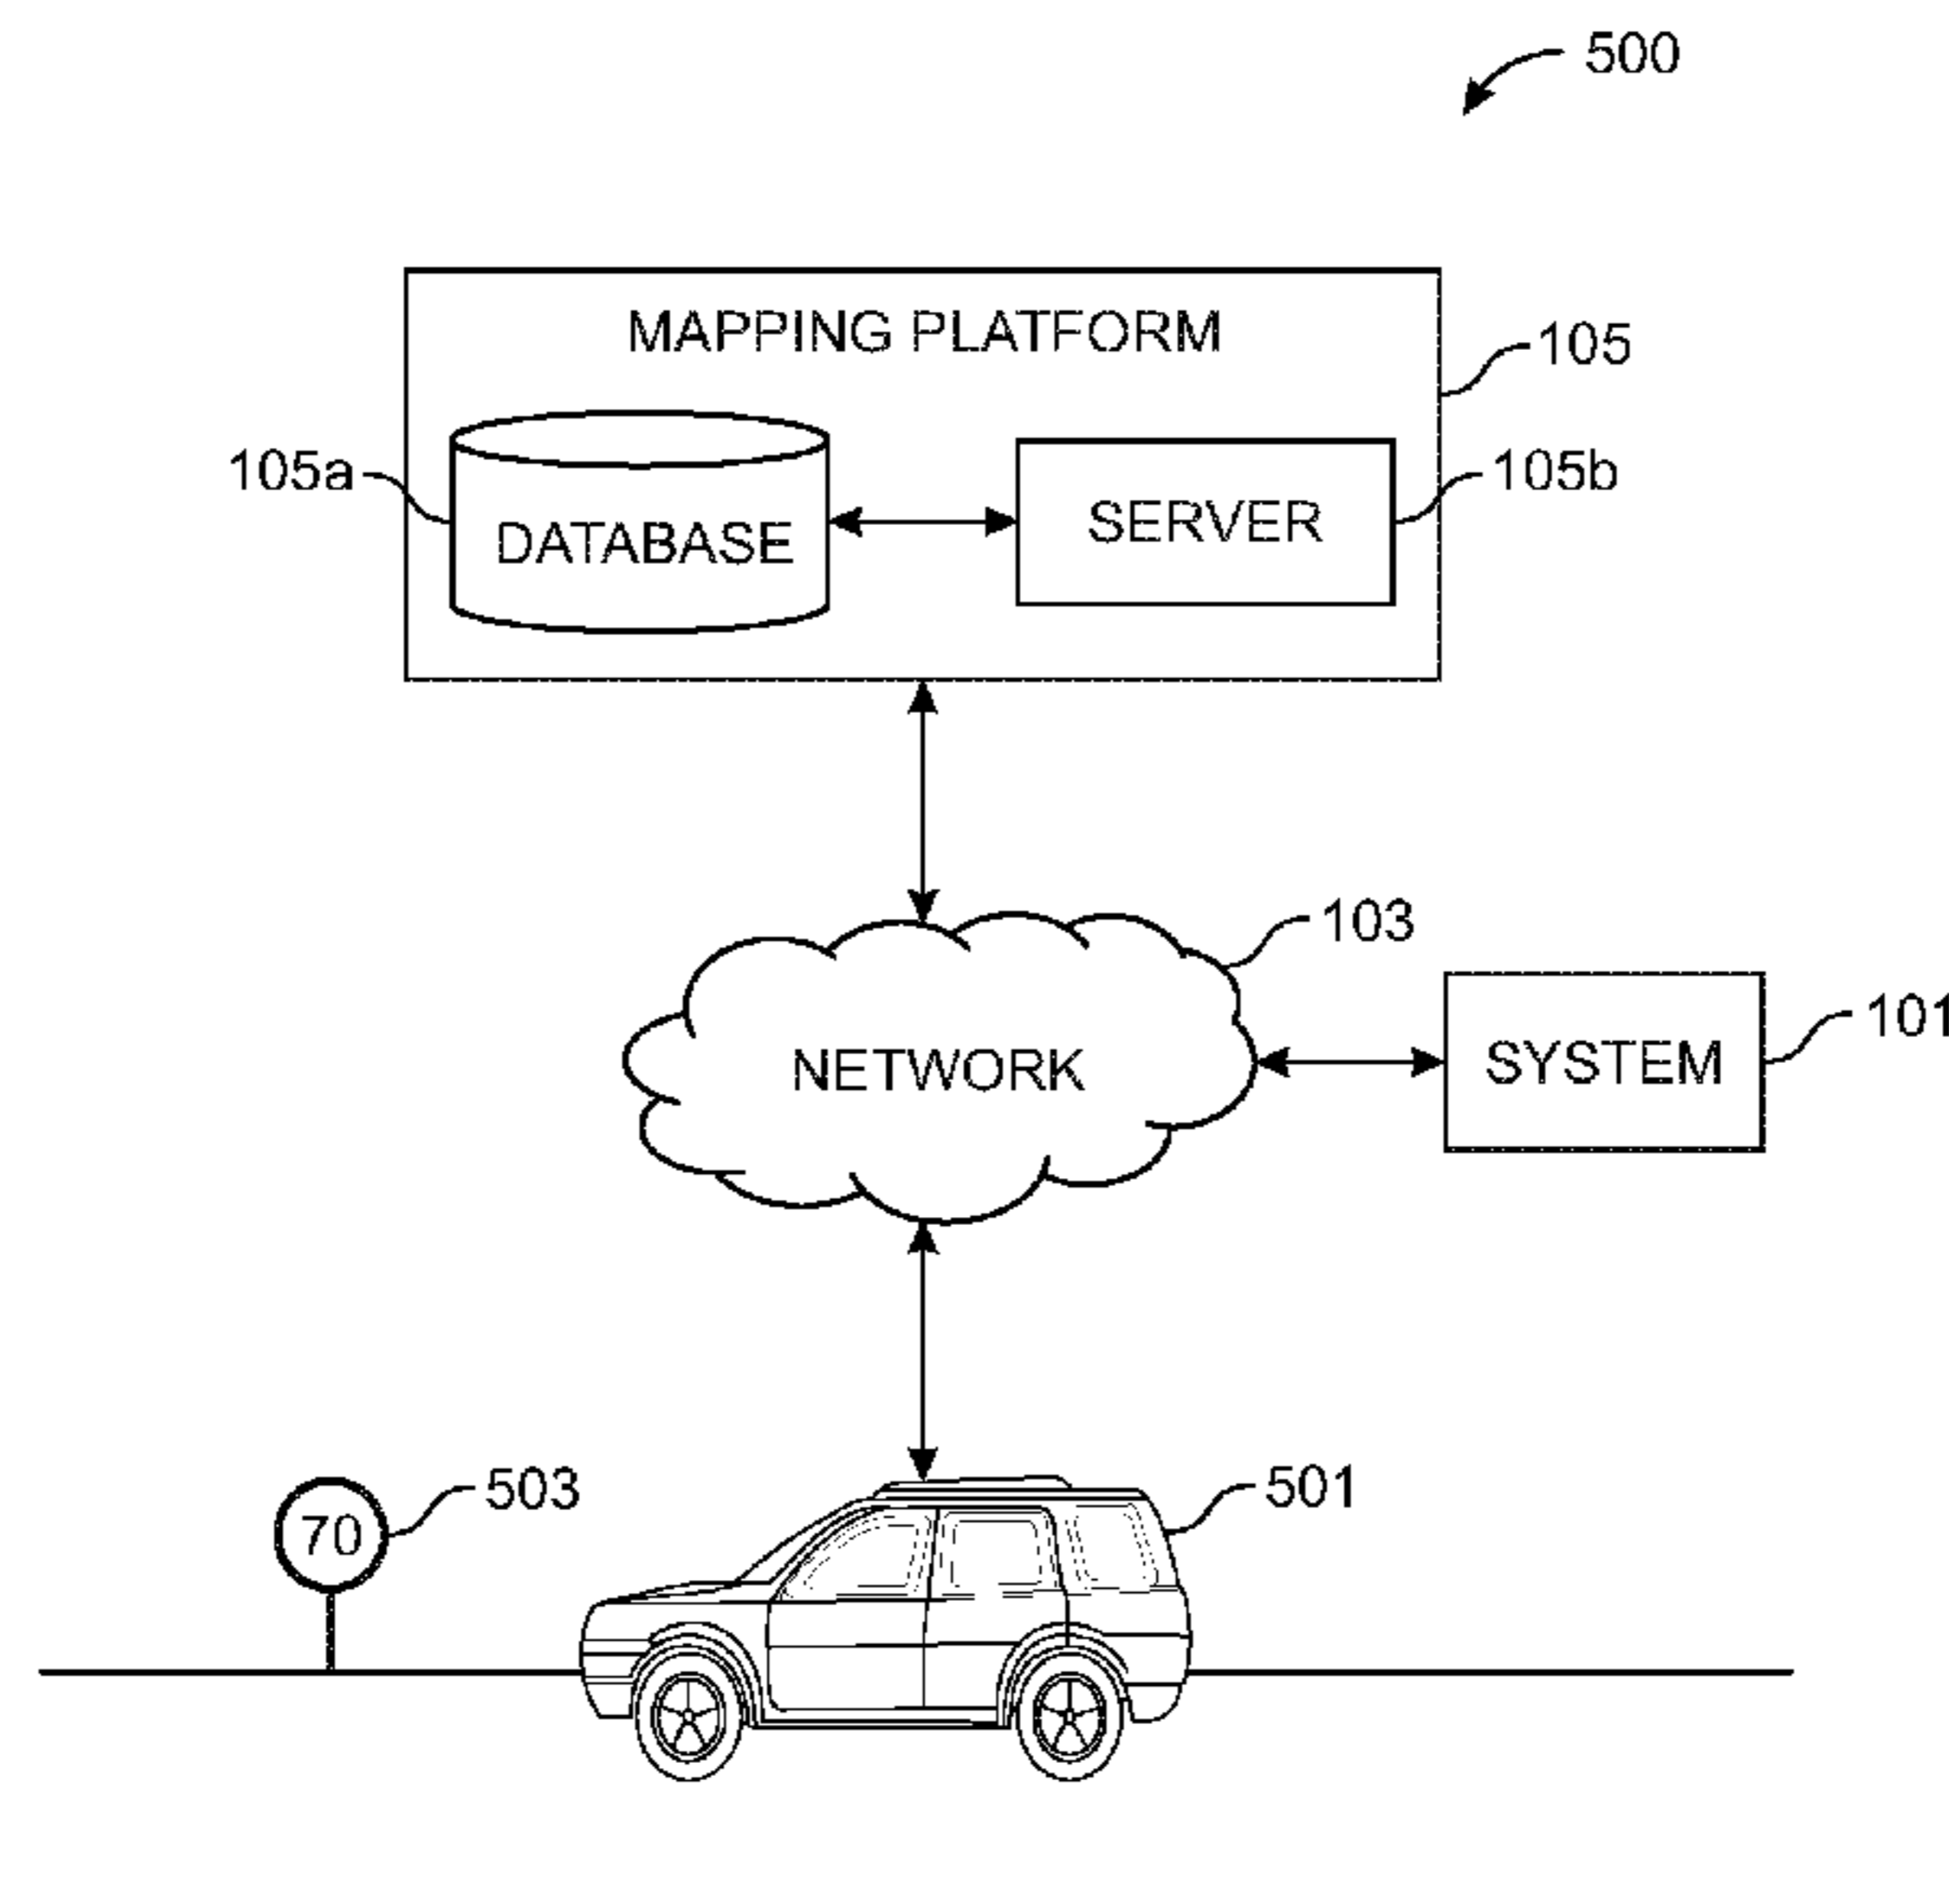 500
MAPPING PLATFORM
105
105a
DATABASE
SERVER
105b
103
NETWORK
SYSTEM
101
70
503
501